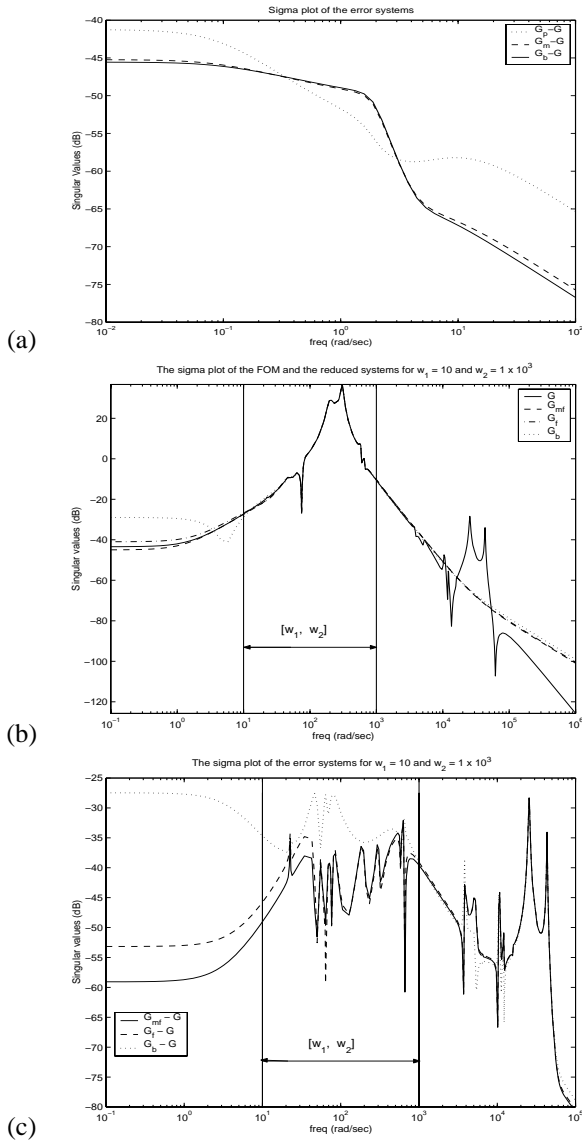 Sigma plot of the error systems
G_p−G
G_m−G
G_b−G
−40
−45
−50
−55
−60
−65
−70
−75
−80
Singular Values (dB)
10^−2
10^−1
10^0
10^1
10^2
freq (rad/sec)
(a)
The sigma plot of the FOM and the reduced systems for w_1 = 10 and w_2 = 1 x 10^3
G
G_mf
G_f
G_b
20
0
−20
−40
−60
−80
−100
−120
Singular values (dB)
[w_1, w_2]
10^−1
10^0
10^1
10^2
10^3
10^4
10^5
10^6
freq (rad/sec)
(b)
The sigma plot of the error systems for w_1 = 10 and w_2 = 1 x 10^3
−25
−30
−35
−40
−45
−50
−55
−60
−65
−70
−75
−80
Singular values (dB)
G_mf − G
G_f − G
G_b − G
[w_1, w_2]
10^−1
10^0
10^1
10^2
10^3
10^4
10^5
freq (rad/sec)
(c)